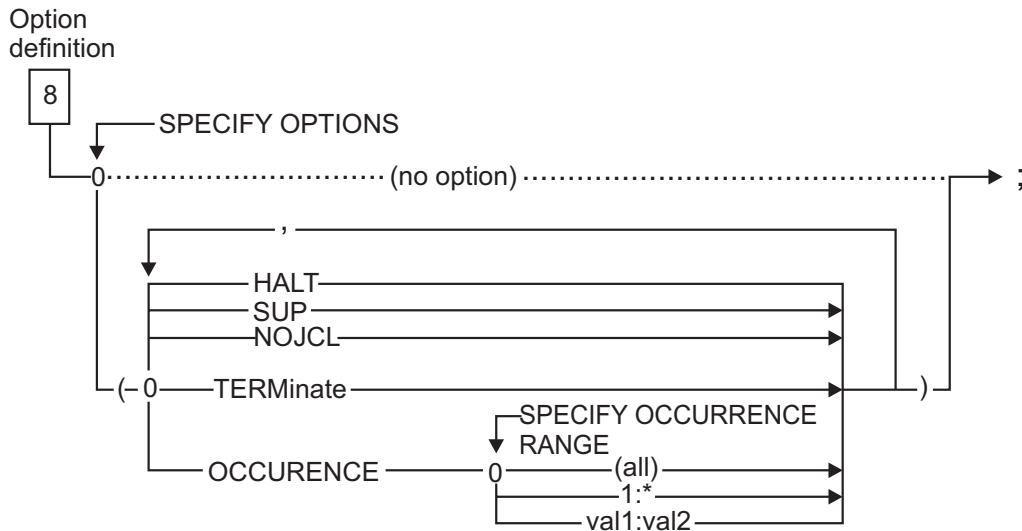 Option
definition
8
SPECIFY OPTIONS
0 (no option) ;
,
HALT
SUP
NOJCL
( 0 TERMinate )
SPECIFY OCCURRENCE
RANGE
OCCURENCE 0 (all)
1:*
val1:val2